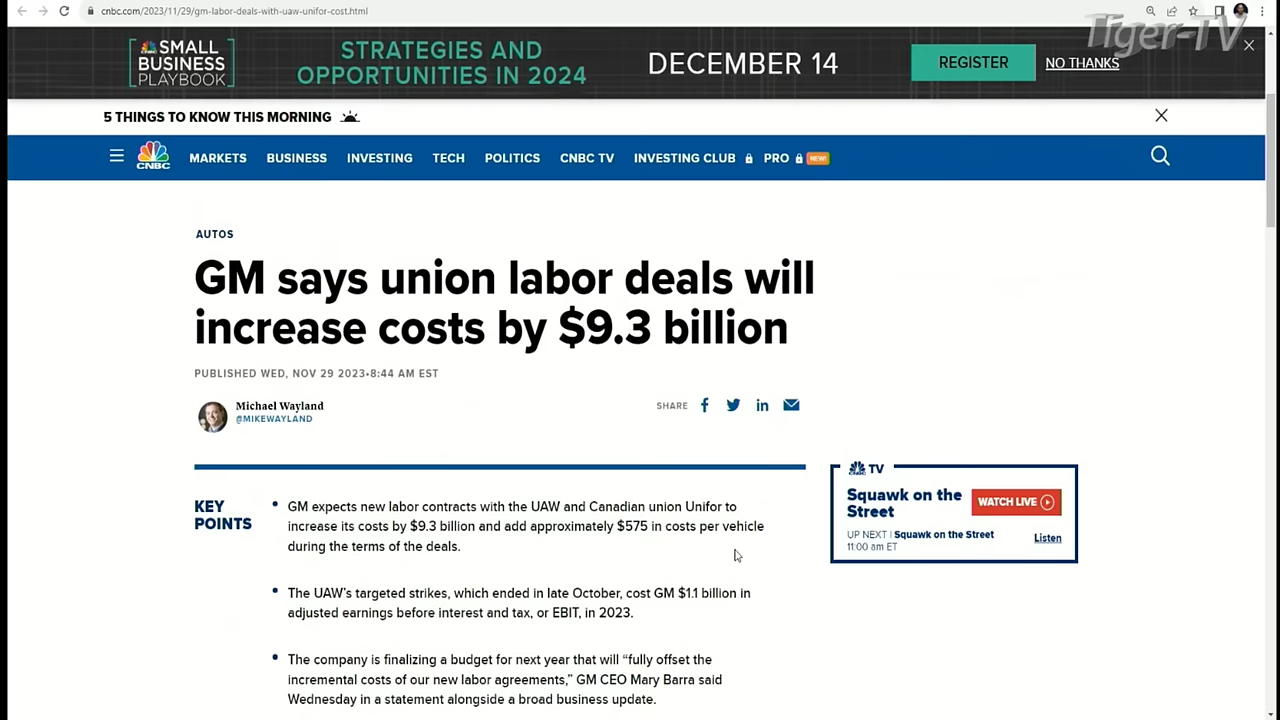 cnbc.com/2023/11/29/gm-labor-deals-with-uaw-unifor-cost.html
Tiger-TV
SMALL
BUSINESS
PLAYBOOK
STRATEGIES AND
OPPORTUNITIES IN 2024
DECEMBER 14
REGISTER
NO THANKS
5 THINGS TO KNOW THIS MORNING
CNBC
MARKETS BUSINESS INVESTING TECH POLITICS CNBC TV INVESTING CLUB PRO NEW!
AUTOS
GM says union labor deals will
increase costs by $9.3 billion
PUBLISHED WED, NOV 29 2023•8:44 AM EST
Michael Wayland
@MIKEWAYLAND
SHARE
KEY
POINTS
• GM expects new labor contracts with the UAW and Canadian union Unifor to
increase its costs by $9.3 billion and add approximately $575 in costs per vehicle
during the terms of the deals.
• The UAW's targeted strikes, which ended in late October, cost GM $1.1 billion in
adjusted earnings before interest and tax, or EBIT, in 2023.
• The company is finalizing a budget for next year that will “fully offset the
incremental costs of our new labor agreements,” GM CEO Mary Barra said
Wednesday in a statement alongside a broad business update.
CNBC TV
Squawk on the
Street
WATCH LIVE
UP NEXT | Squawk on the Street
11:00 am ET
Listen